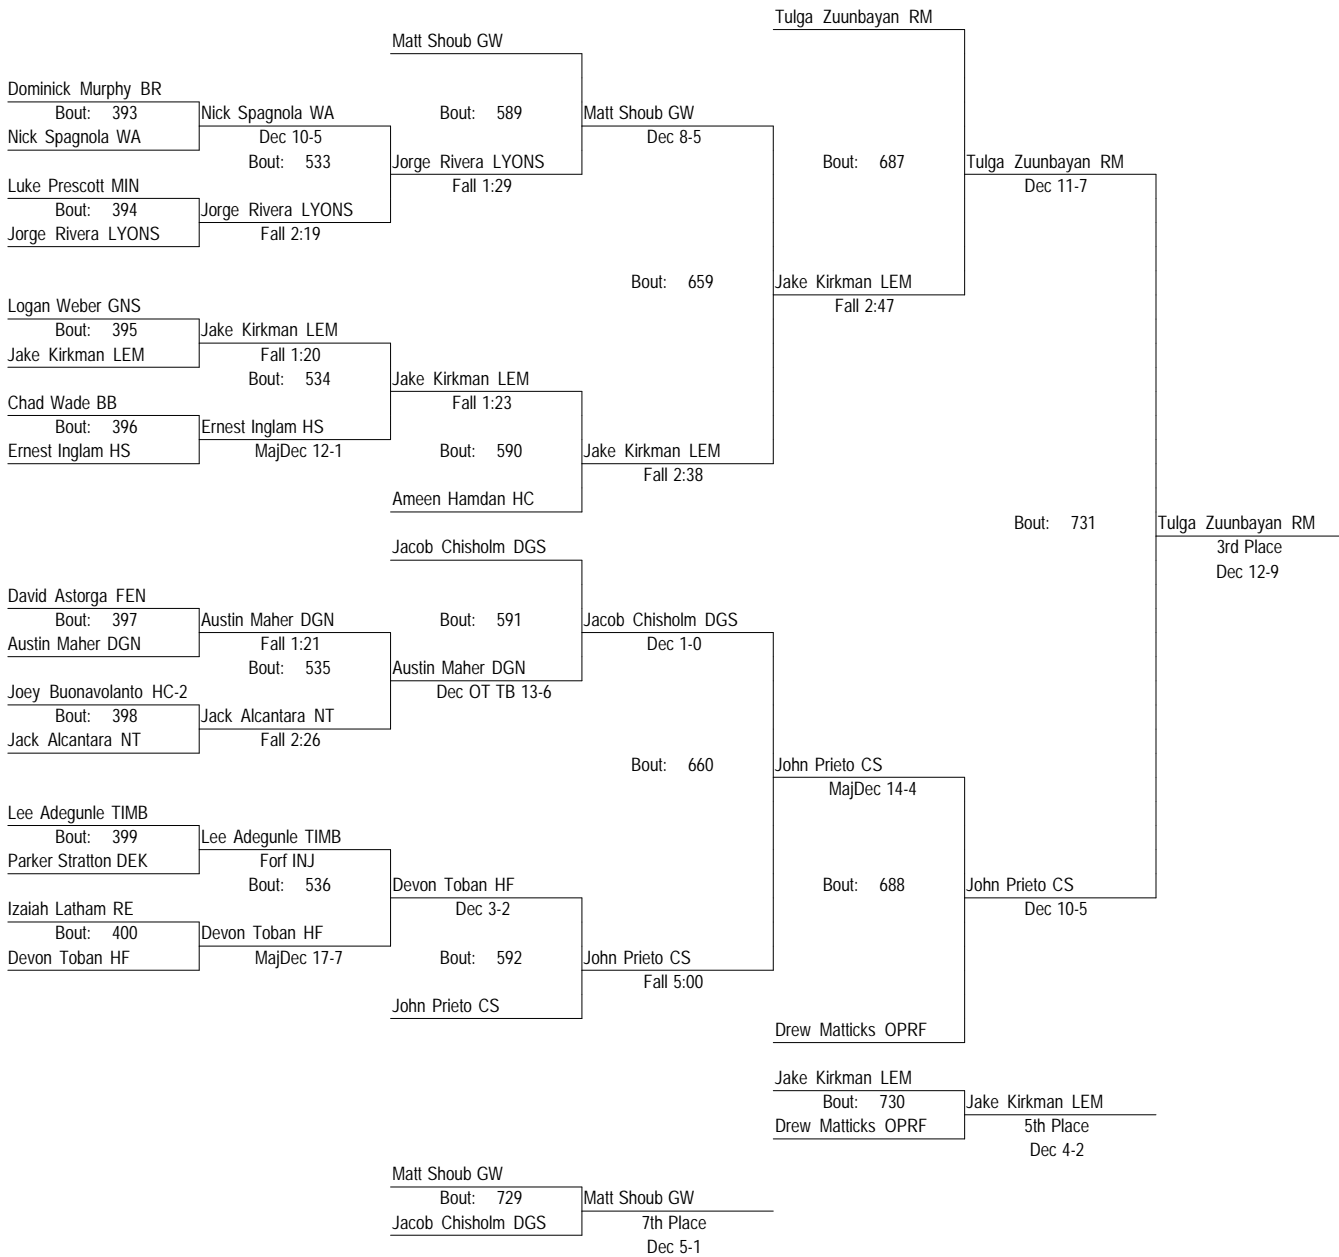 Tulga Zuunbayan RM
Matt Shoub GW
Dominick Murphy BR
Bout: 393
Nick Spagnola WA
Nick Spagnola WA
Dec 10-5
Bout: 533
Bout: 589
Matt Shoub GW
Dec 8-5
Jorge Rivera LYONS
Fall 1:29
Bout: 687
Tulga Zuunbayan RM
Dec 11-7
Luke Prescott MIN
Bout: 394
Jorge Rivera LYONS
Jorge Rivera LYONS
Fall 2:19
Bout: 659
Jake Kirkman LEM
Fall 2:47
Logan Weber GNS
Bout: 395
Jake Kirkman LEM
Jake Kirkman LEM
Fall 1:20
Bout: 534
Jake Kirkman LEM
Fall 1:23
Chad Wade BB
Bout: 396
Ernest Inglam HS
Ernest Inglam HS
MajDec 12-1
Bout: 590
Jake Kirkman LEM
Fall 2:38
Ameen Hamdan HC
Bout: 731
Tulga Zuunbayan RM
3rd Place
Dec 12-9
Jacob Chisholm DGS
David Astorga FEN
Bout: 397
Austin Maher DGN
Austin Maher DGN
Fall 1:21
Bout: 535
Bout: 591
Jacob Chisholm DGS
Dec 1-0
Austin Maher DGN
Dec OT TB 13-6
Joey Buonavolanto HC-2
Bout: 398
Jack Alcantara NT
Jack Alcantara NT
Fall 2:26
Bout: 660
John Prieto CS
MajDec 14-4
Lee Adegunle TIMB
Bout: 399
Parker Stratton DEK
Lee Adegunle TIMB
Forf INJ
Bout: 536
Devon Toban HF
Dec 3-2
Bout: 688
John Prieto CS
Dec 10-5
Izaiah Latham RE
Bout: 400
Devon Toban HF
Devon Toban HF
MajDec 17-7
Bout: 592
John Prieto CS
Fall 5:00
John Prieto CS
Drew Matticks OPRF
Jake Kirkman LEM
Bout: 730
Drew Matticks OPRF
Jake Kirkman LEM
5th Place
Dec 4-2
Matt Shoub GW
Bout: 729
Jacob Chisholm DGS
Matt Shoub GW
7th Place
Dec 5-1